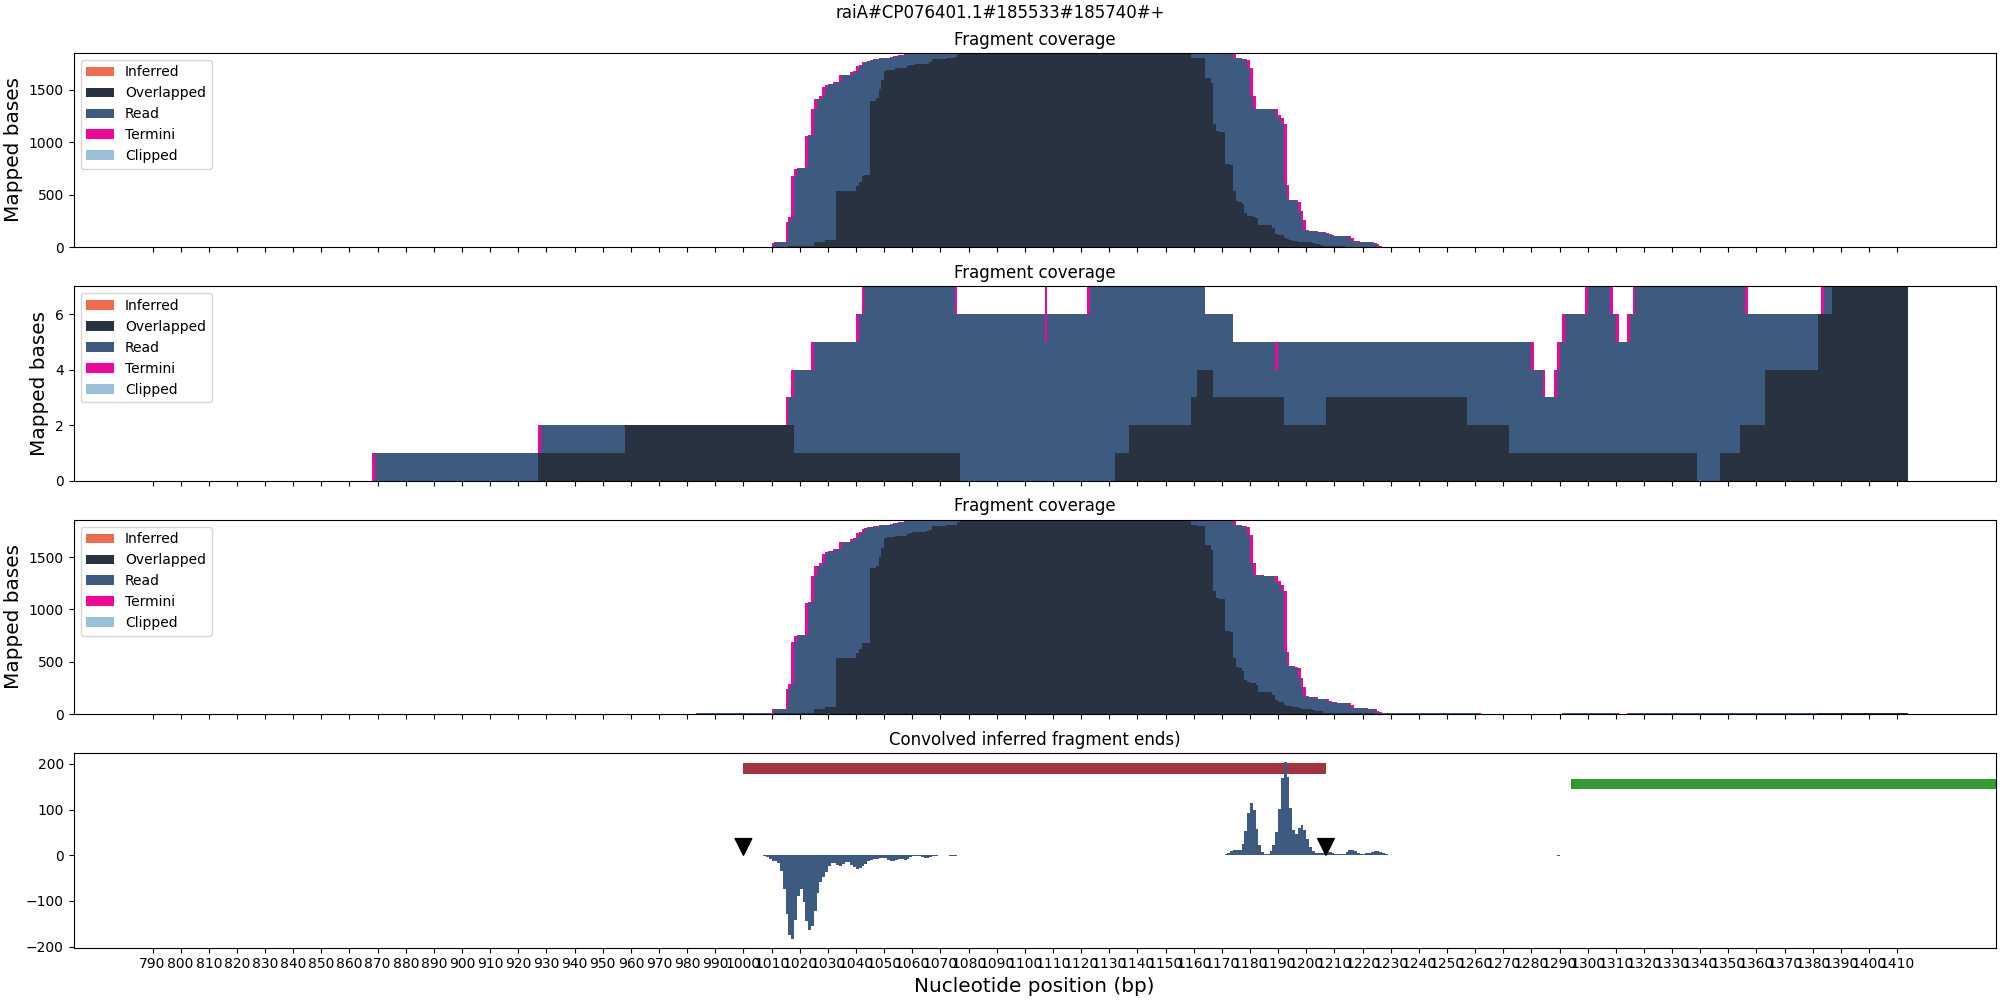 raiA#CP076401.1#185533#185740#+
Fragment coverage
Mapped bases
1500
1000
500
0
Inferred
Overlapped
Read
Termini
Clipped
Fragment coverage
Mapped bases
6
4
2
0
Inferred
Overlapped
Read
Termini
Clipped
Fragment coverage
Mapped bases
1500
1000
500
0
Inferred
Overlapped
Read
Termini
Clipped
Convolved inferred fragment ends)
200
100
0
−100
−200
790 800 810 820 830 840 850 860 870 880 890 900 910 920 930 940 950 960 970 980 990 1000 1010 1020 1030 1040 1050 1060 1070 1080 1090 1100 1110 1120 1130 1140 1150 1160 1170 1180 1190 1200 1210 1220 1230 1240 1250 1260 1270 1280 1290 1300 1310 1320 1330 1340 1350 1360 1370 1380 1390 1400 1410
Nucleotide position (bp)